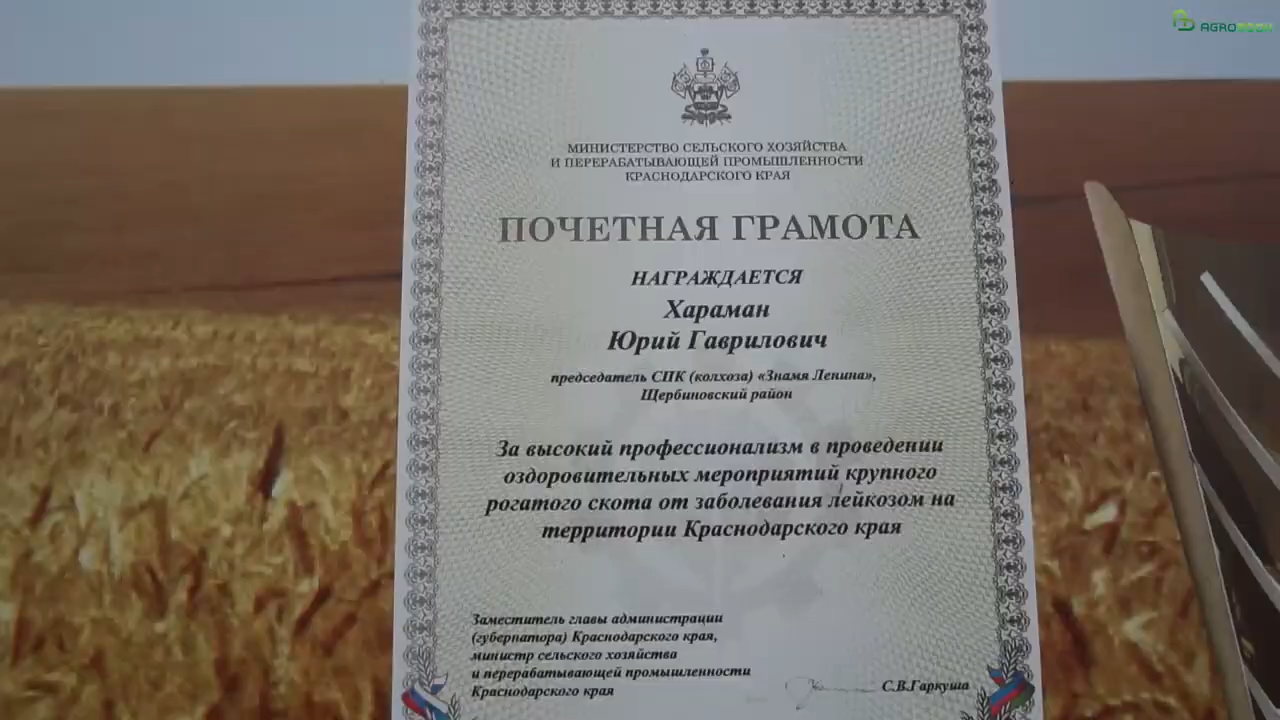 AGROBOOK
МИНИСТЕРСТВО СЕЛЬСКОГО ХОЗЯЙСТВА
И ПЕРЕРАБАТЫВАЮЩЕЙ ПРОМЫШЛЕННОСТИ
КРАСНОДАРСКОГО КРАЯ
ПОЧЕТНАЯ ГРАМОТА
НАГРАЖДАЕТСЯ
Хараман
Юрий Гаврилович
председатель СПК (колхоза) «Знамя Ленина»,
Щербиновский район
За высокий профессионализм в проведении
оздоровительных мероприятий крупного
рогатого скота от заболевания лейкозом на
территории Краснодарского края
Заместитель главы администрации
(губернатора) Краснодарского края,
министр сельского хозяйства
и перерабатывающей промышленности
Краснодарского края
С.В.Гаркуша